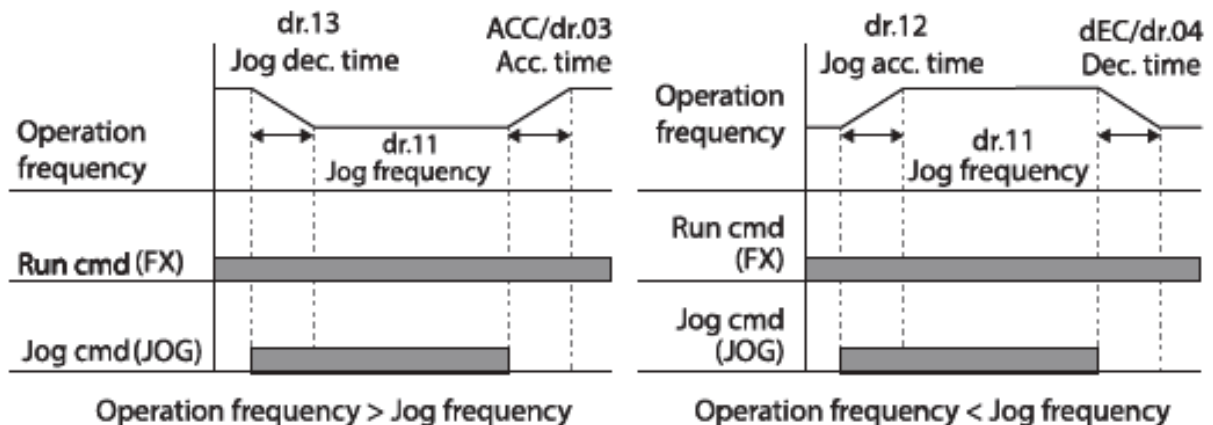 dr.13
Jog dec. time
ACC/dr.03
Acc. time
Operation
frequency
dr.11
Jog frequency
Run cmd (FX)
Jog cmd (JOG)
Operation frequency > Jog frequency
dr.12
Jog acc. time
dEC/dr.04
Dec. time
Operation
frequency
dr.11
Jog frequency
Run cmd
(FX)
Jog cmd
(JOG)
Operation frequency < Jog frequency